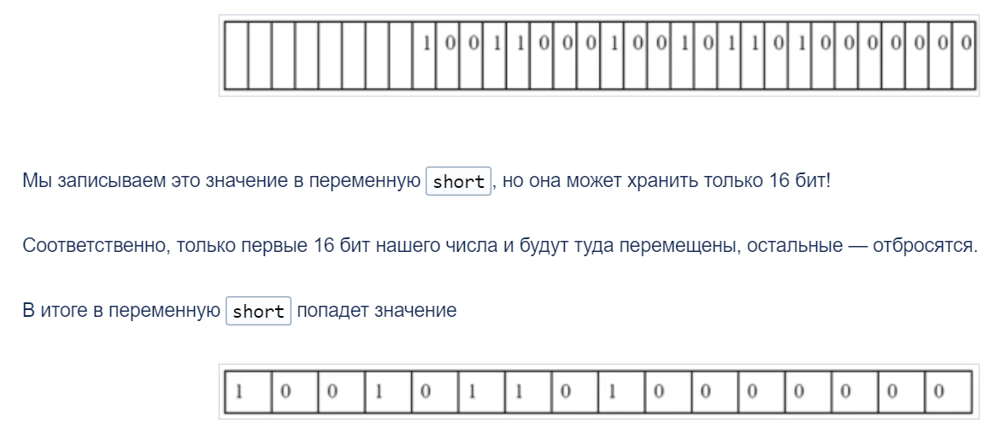 1 0 0 1 1 0 0 0 1 0 0 1 0 1 1 0 1 0 0 0 0 0 0 0
Мы записываем это значение в переменную short, но она может хранить только 16 бит!
Соответственно, только первые 16 бит нашего числа и будут туда перемещены, остальные — отбросятся.
В итоге в переменную short попадет значение
1 0 0 1 0 1 1 0 1 0 0 0 0 0 0 0